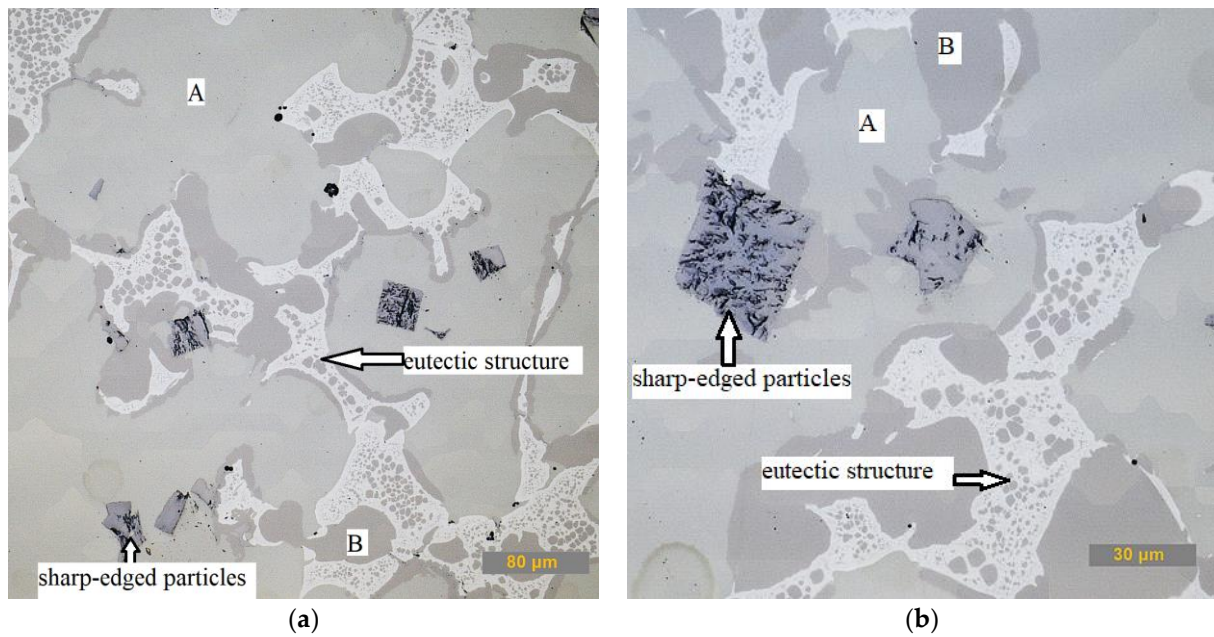 A
eutectic structure
B
sharp-edged particles
80 µm
(a)
B
A
sharp-edged particles
eutectic structure
30 µm
(b)